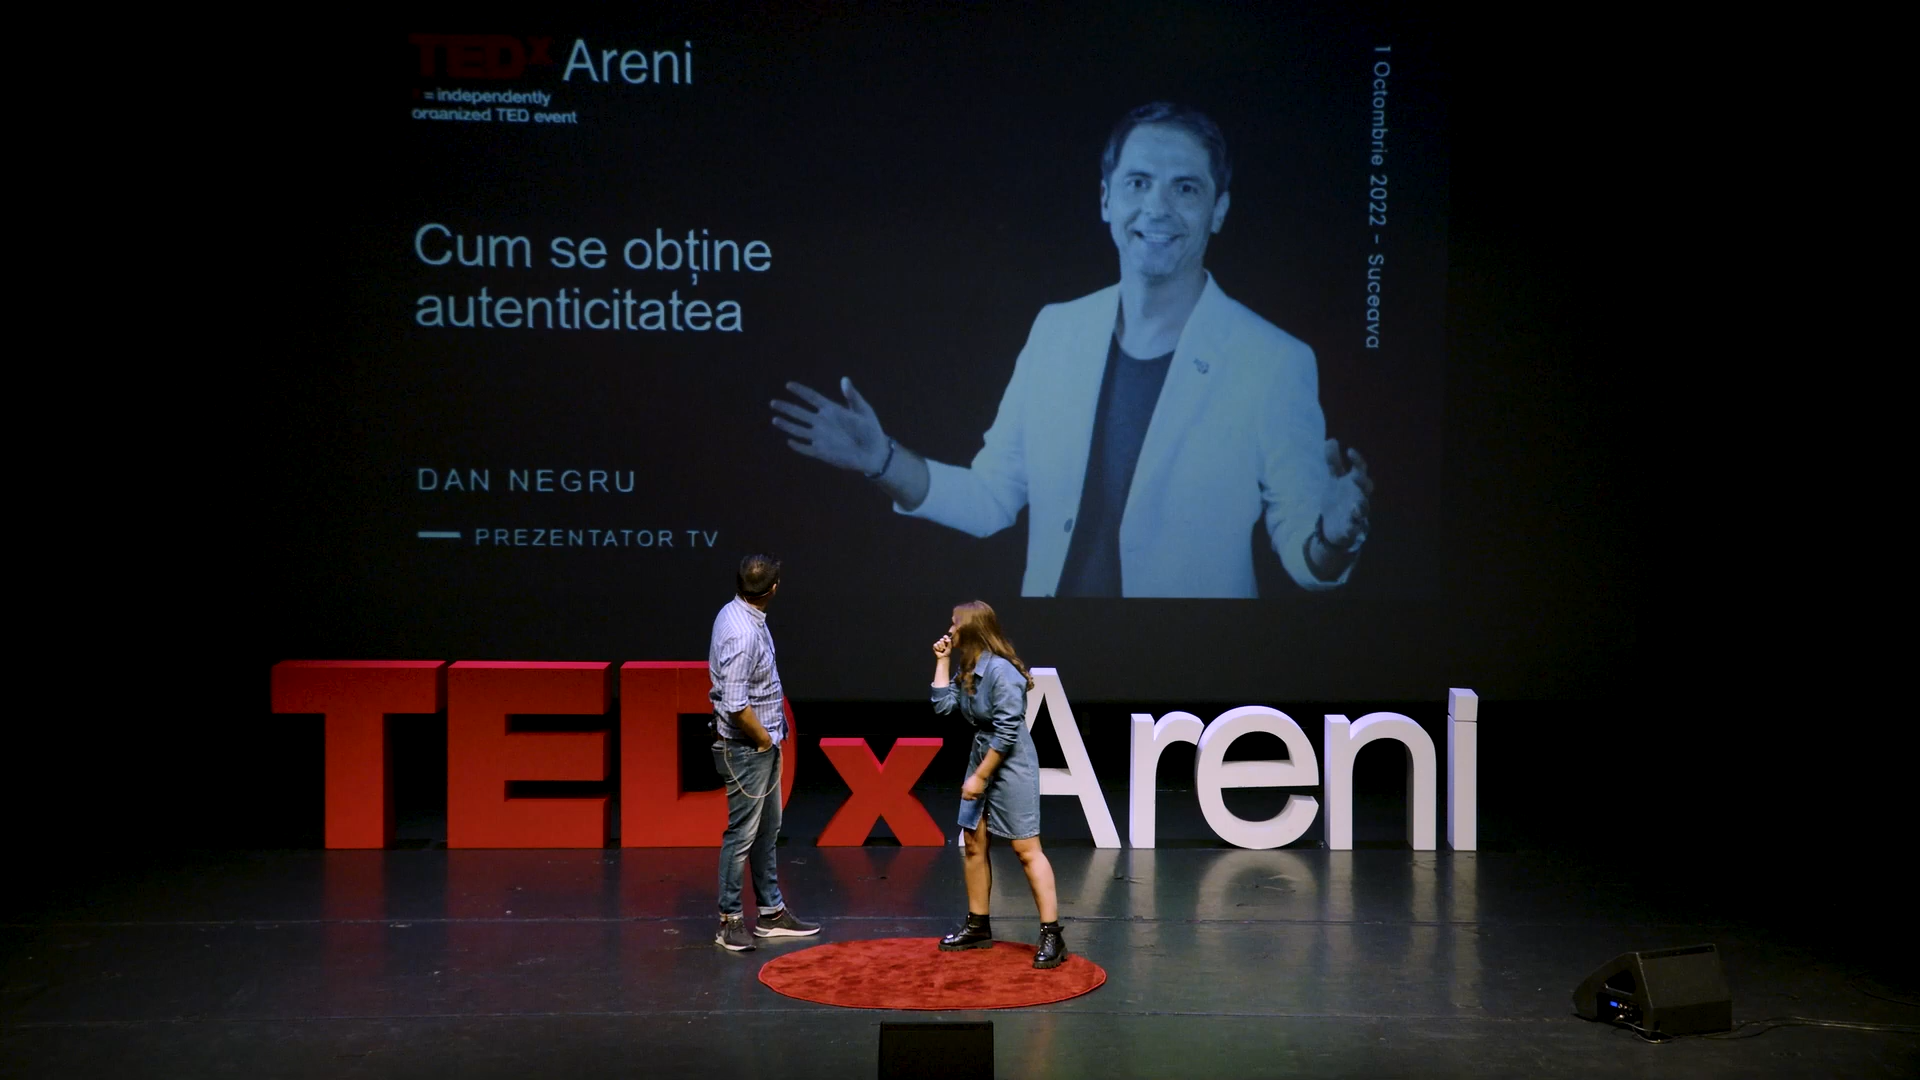 TEDx Areni
x = independently
organized TED event
1 Octombrie 2022 - Suceava
Cum se obține
autenticitatea
DAN NEGRU
PREZENTATOR TV
TEDx Areni